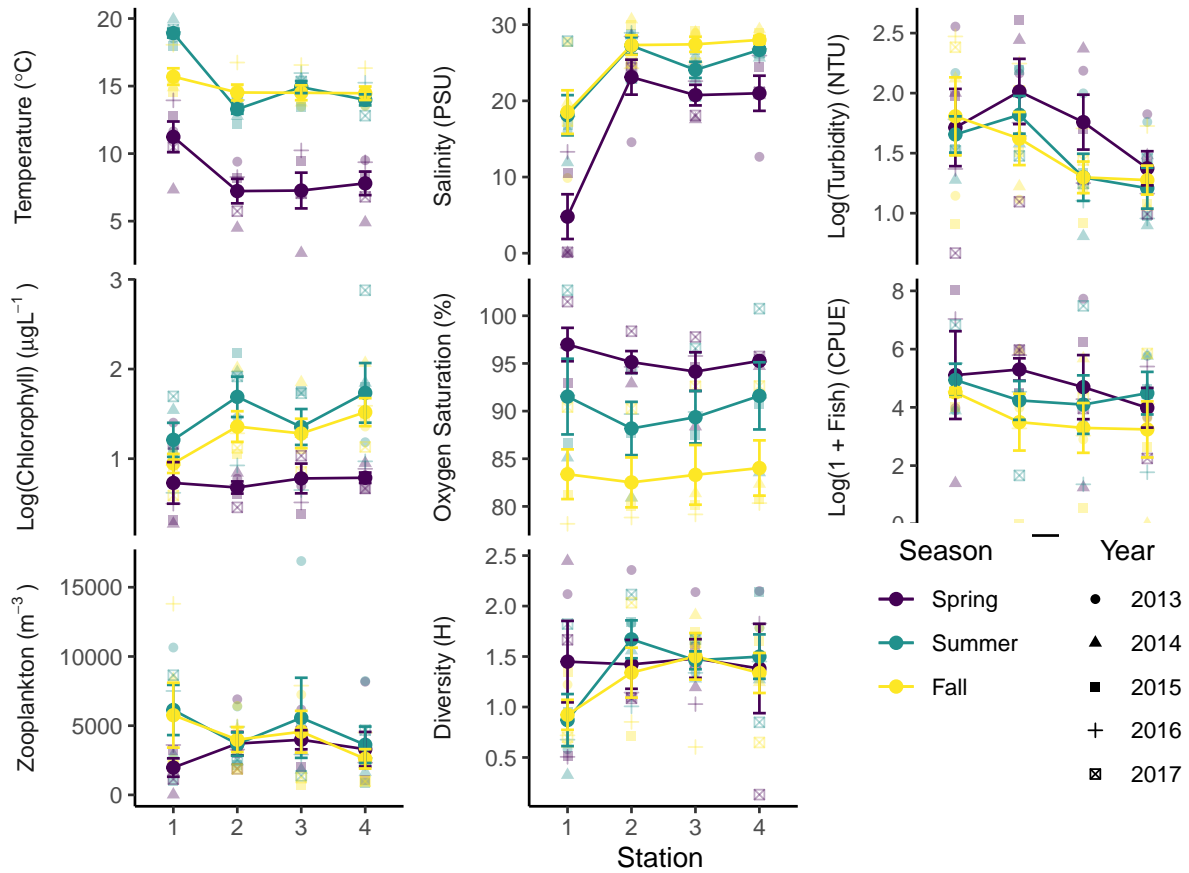 Temperature (°C)
20
15
10
5
Salinity (PSU)
30
20
10
0
Log(Turbidity) (NTU)
2.5
2.0
1.5
1.0
Log(Chlorophyll) (μgL⁻¹)
3
2
1
Oxygen Saturation (%)
100
95
90
85
80
Log(1 + Fish) (CPUE)
8
6
4
2
0
Zooplankton (m⁻³)
15000
10000
5000
0
1 2 3 4
Diversity (H)
2.5
2.0
1.5
1.0
0.5
1 2 3 4
Station
Season
Spring
Summer
Fall
Year
2013
2014
2015
2016
2017